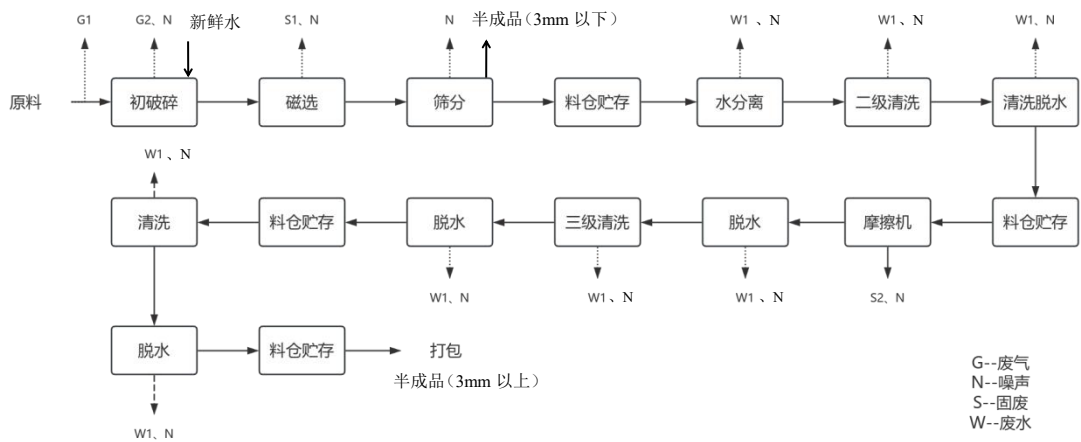 G1
G2、N
新鲜水
S1、N
N
半成品（3mm 以下）
W1 、N
W1 、N
W1、N
原料
初破碎
磁选
筛分
料仓贮存
水分离
二级清洗
清洗脱水
W1 、N
清洗
料仓贮存
脱水
三级清洗
脱水
摩擦机
料仓贮存
W1、N
W1 、N
W1 、N
S2、N
脱水
料仓贮存
打包
半成品（3mm 以上）
W1、N
G--废气
N--噪声
S--固废
W--废水